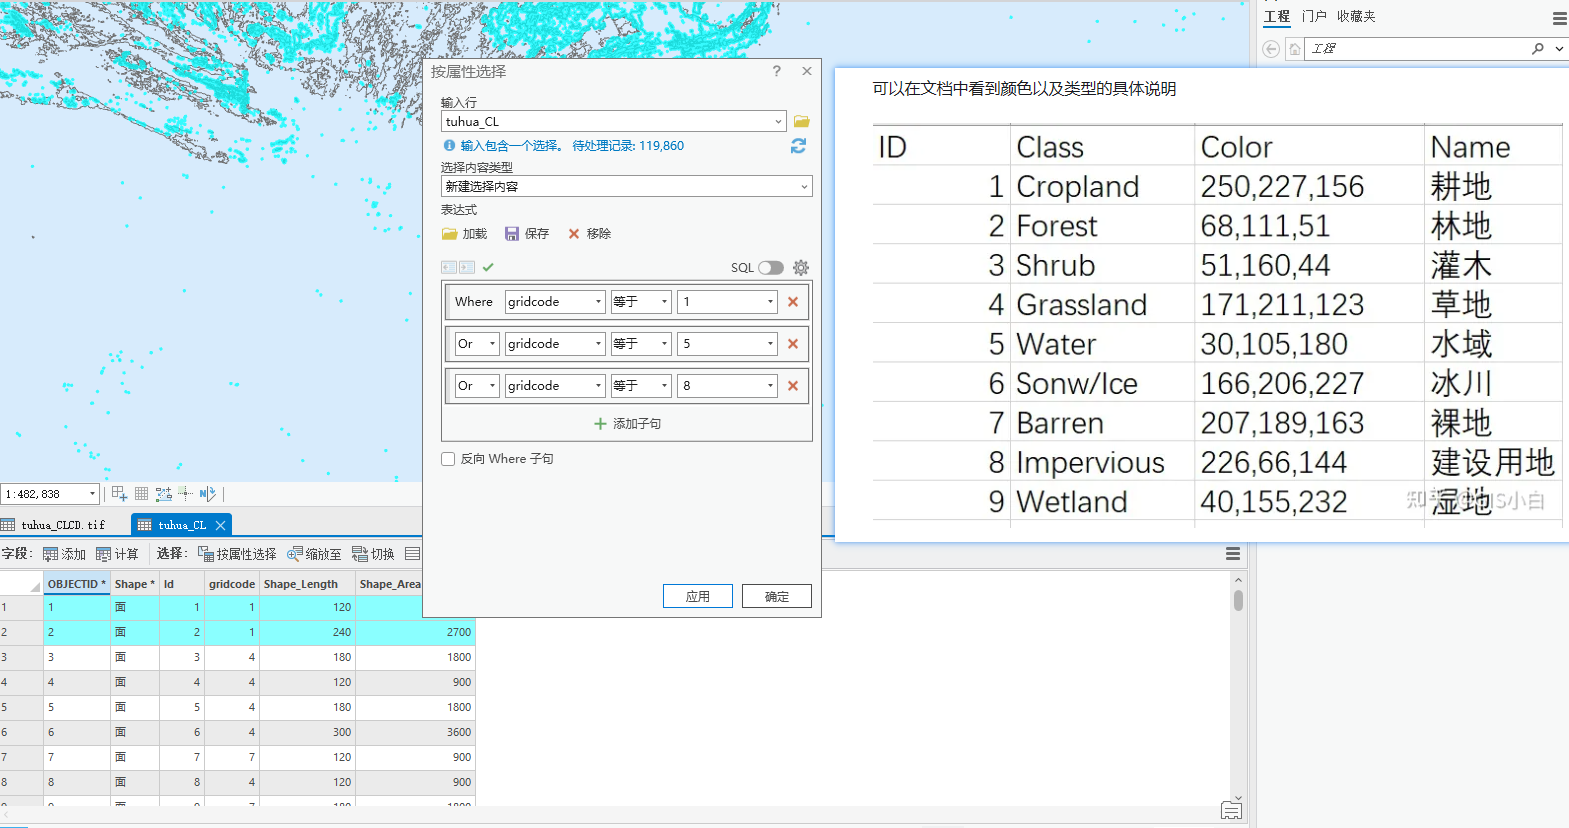 工程 门户 收藏夹
工程
按属性选择 ? ×
输入行
tuhua_CL
输入包含一个选择。 待处理记录: 119,860
选择内容类型
新建选择内容
表达式
加载 保存 移除
SQL
Where gridcode 等于 1
Or gridcode 等于 5
Or gridcode 等于 8
添加子句
反向 Where 子句
应用 确定
可以在文档中看到颜色以及类型的具体说明
ID Class Color Name
1 Cropland 250,227,156 耕地
2 Forest 68,111,51 林地
3 Shrub 51,160,44 灌木
4 Grassland 171,211,123 草地
5 Water 30,105,180 水域
6 Sonw/Ice 166,206,227 冰川
7 Barren 207,189,163 裸地
8 Impervious 226,66,144 建设用地
9 Wetland 40,155,232 湿地
知乎 @GIS小白
1:482,838
tuhua_CLCD.tif tuhua_CL
字段: 添加 计算 选择: 按属性选择 缩放至 切换
OBJECTID * Shape * Id gridcode Shape_Length Shape_Area
1 1 面 1 1 120
2 2 面 2 1 240 2700
3 3 面 3 4 180 1800
4 4 面 4 4 120 900
5 5 面 5 4 180 1800
6 6 面 6 4 300 3600
7 7 面 7 7 120 900
8 8 面 8 4 120 900